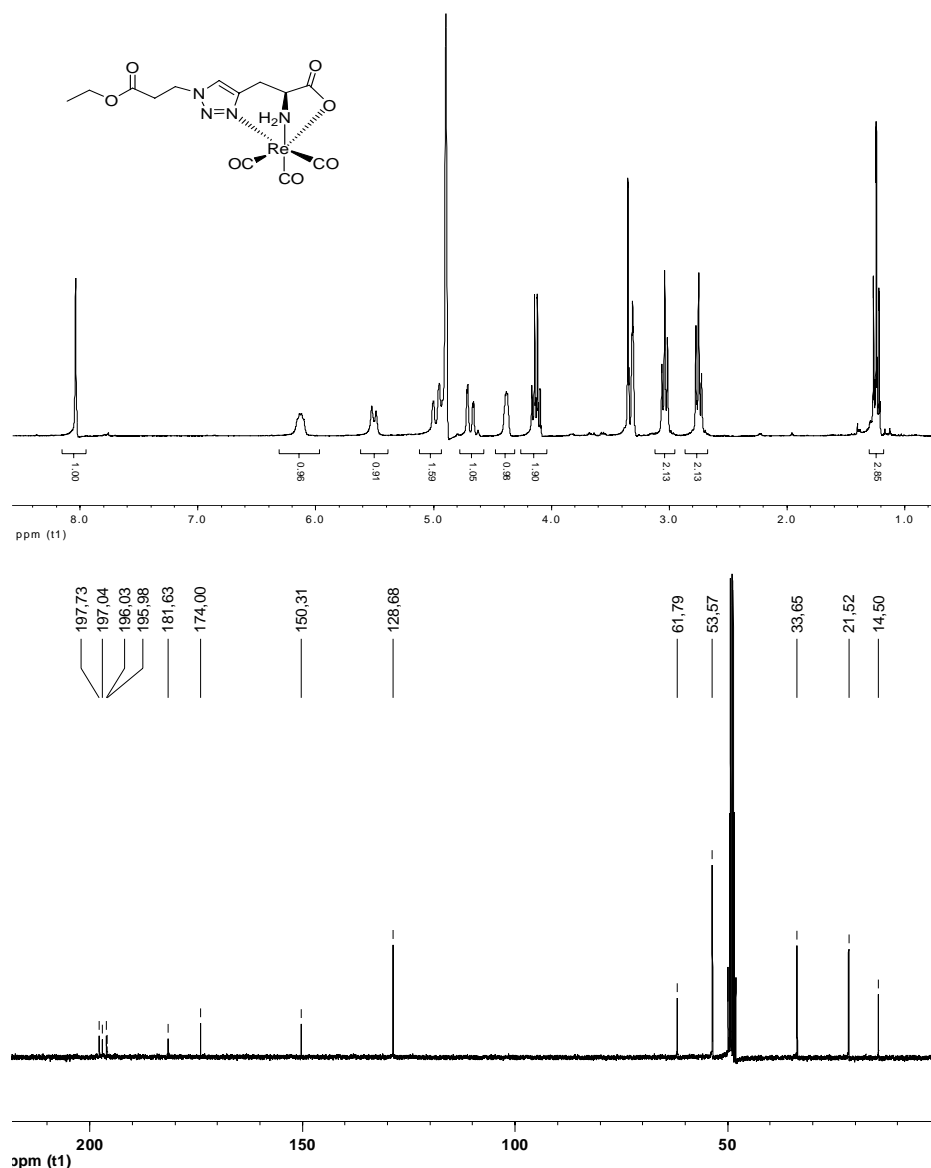 O
O
N
N
N
H₂N
O
O
Re
OC
CO
CO
1.00
0.96
0.91
1.59
1.05
0.98
1.90
2.13
2.13
2.85
8.0 7.0 6.0 5.0 4.0 3.0 2.0 1.0
ppm (t1)
197,73
197,04
196,03
195,98
181,63
174,00
150,31
128,68
61,79
53,57
33,65
21,52
14,50
200 150 100 50
ppm (t1)